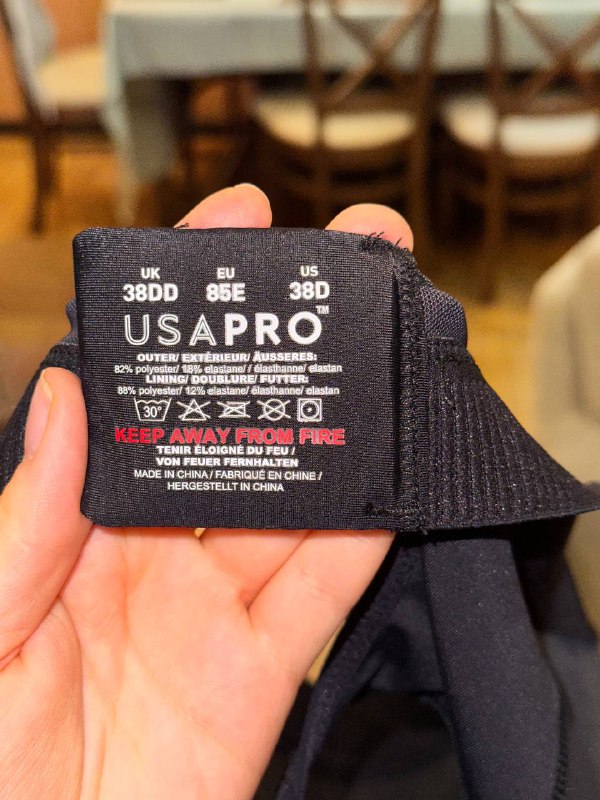 UK EU US
38DD 85E 38D
USAPRO™
OUTER/ EXTÉRIEUR/ ÄUSSERES:
82% polyester/ 18% elastane/ / élasthanne/ elastan
LINING/ DOUBLURE/ FUTTER:
88% polyester/ 12% elastane/ élasthanne/ elastan
30°
KEEP AWAY FROM FIRE
TENIR ÉLOIGNÉ DU FEU /
VON FEUER FERNHALTEN
MADE IN CHINA / FABRIQUÉ EN CHINE /
HERGESTELLT IN CHINA